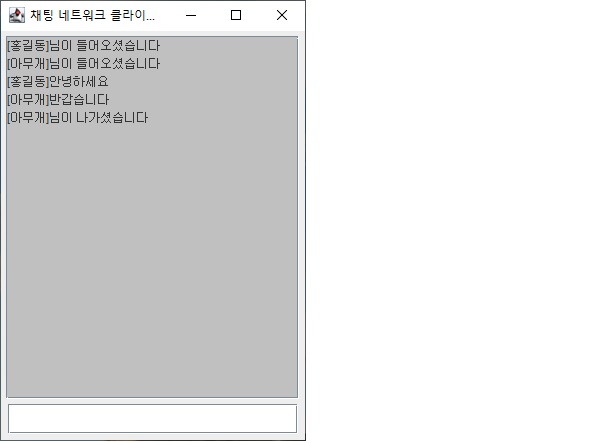 채팅 네트워크 클라이...
[홍길동]님이 들어오셨습니다
[아무개]님이 들어오셨습니다
[홍길동]안녕하세요
[아무개]반갑습니다
[아무개]님이 나가셨습니다